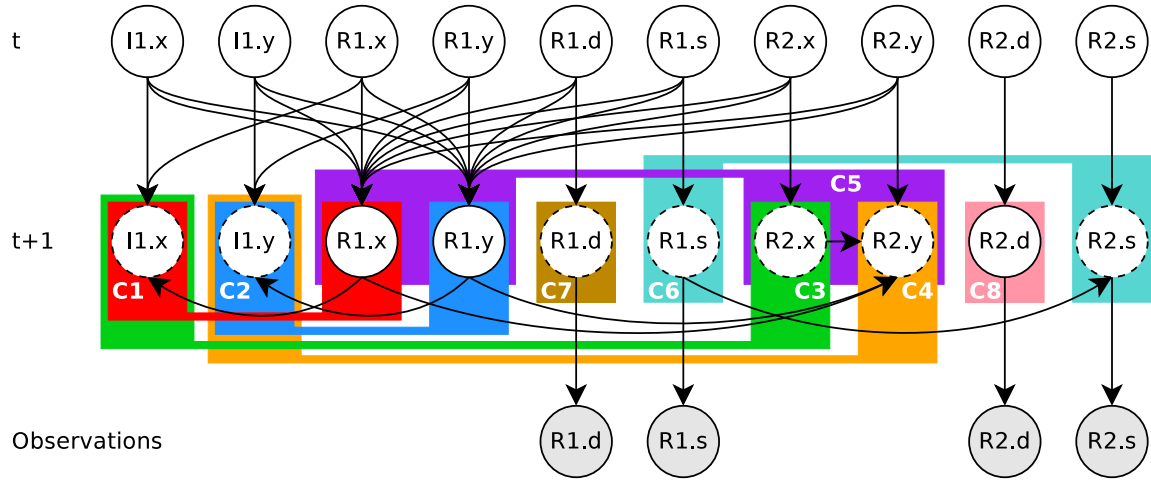 t I1.x I1.y R1.x R1.y R1.d R1.s R2.x R2.y R2.d R2.s
C5
t+1 I1.x I1.y R1.x R1.y R1.d R1.s R2.x R2.y R2.d R2.s
C1 C2 C7 C6 C3 C4 C8
Observations R1.d R1.s R2.d R2.s